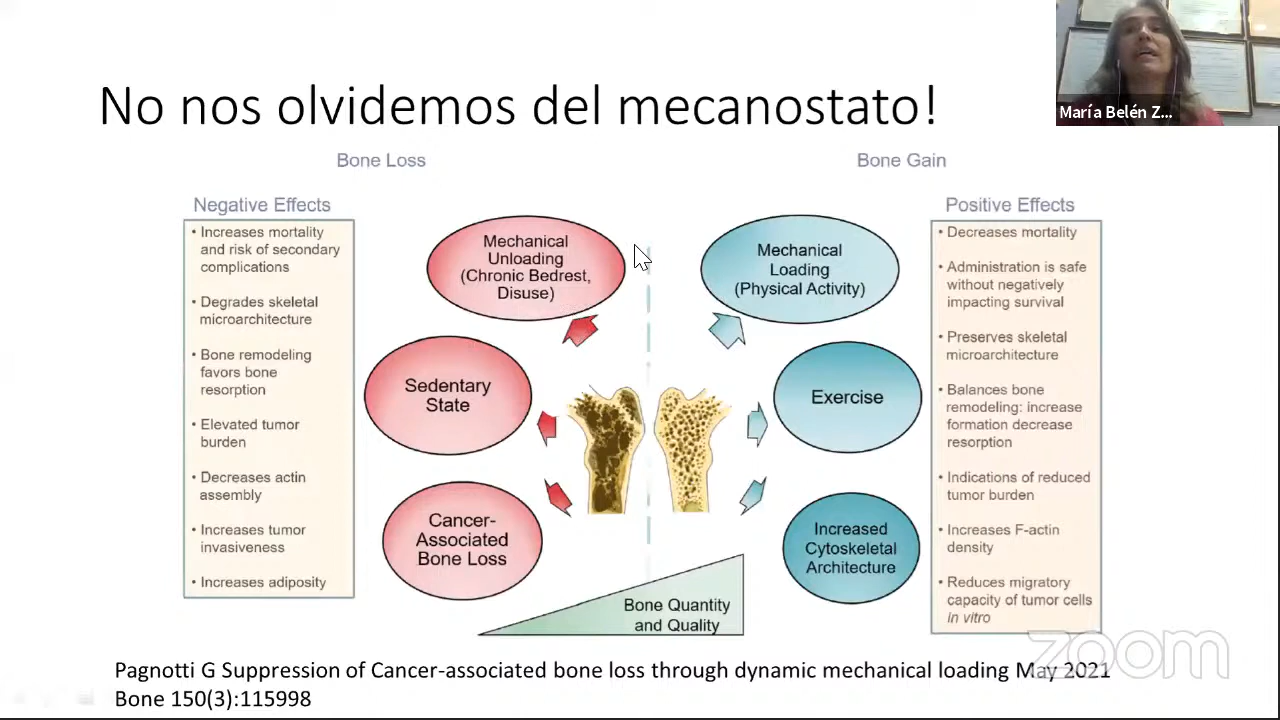 No nos olvidemos del mecanostato!
María Belén Z...
Bone Loss
Bone Gain
Negative Effects
• Increases mortality
and risk of secondary
complications
• Degrades skeletal
microarchitecture
• Bone remodeling
favors bone
resorption
• Elevated tumor
burden
• Decreases actin
assembly
• Increases tumor
invasiveness
• Increases adiposity
Mechanical
Unloading
(Chronic Bedrest,
Disuse)
Sedentary
State
Cancer-
Associated
Bone Loss
Mechanical
Loading
(Physical Activity)
Exercise
Increased
Cytoskeletal
Architecture
Bone Quantity
and Quality
Positive Effects
• Decreases mortality
• Administration is safe
without negatively
impacting survival
• Preserves skeletal
microarchitecture
• Balances bone
remodeling: increase
formation decrease
resorption
• Indications of reduced
tumor burden
• Increases F-actin
density
• Reduces migratory
capacity of tumor cells
in vitro
zoom
Pagnotti G Suppression of Cancer-associated bone loss through dynamic mechanical loading May 2021
Bone 150(3):115998